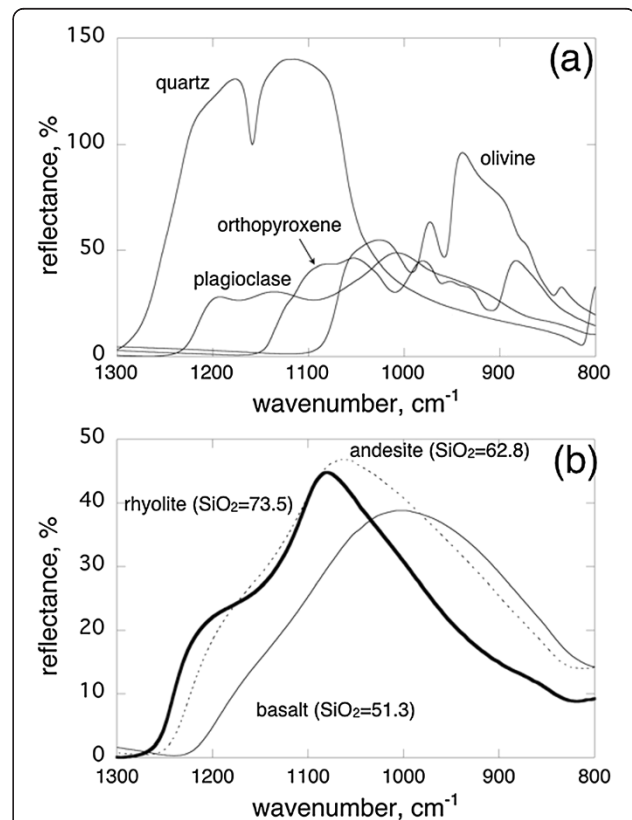 (a)
150
100
50
0
reflectance, %
quartz
olivine
orthopyroxene
plagioclase
1300 1200 1100 1000 900 800
wavenumber, cm-1
(b)
50
40
30
20
10
0
reflectance, %
andesite (SiO2=62.8)
rhyolite (SiO2=73.5)
basalt (SiO2=51.3)
1300 1200 1100 1000 900 800
wavenumber, cm-1